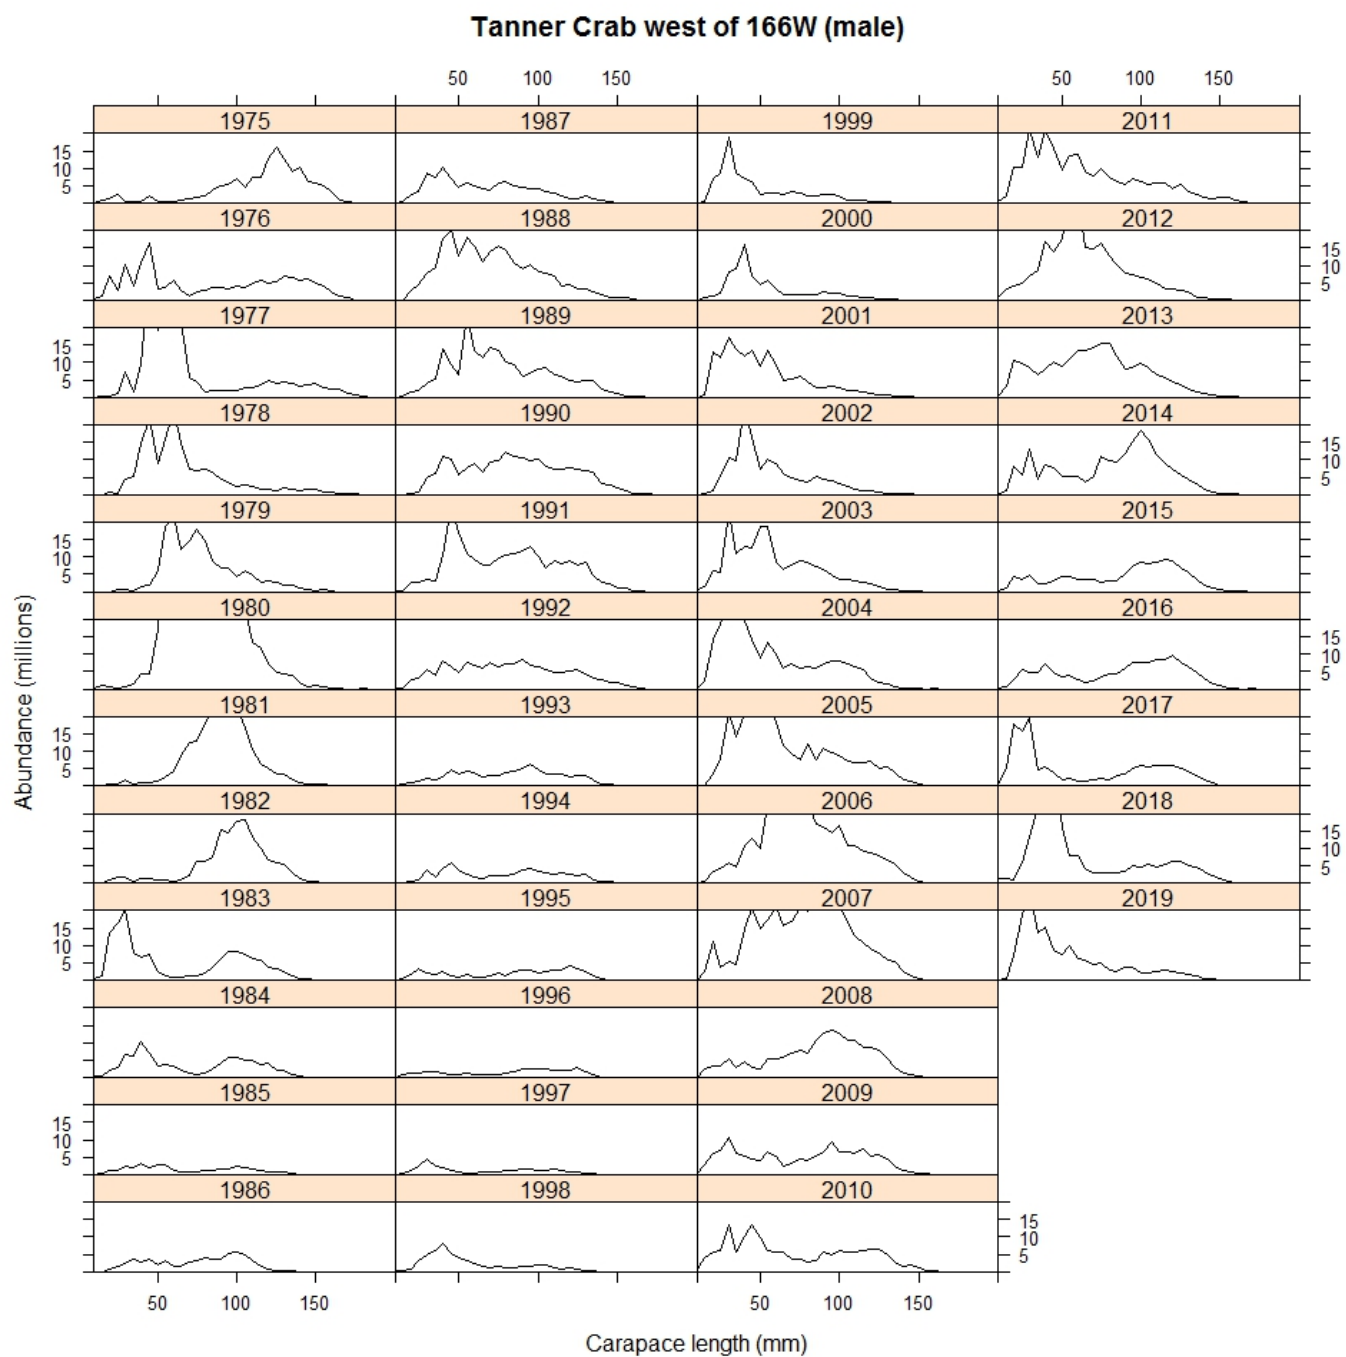 Tanner Crab west of 166W (male)
50 100 150 50 100 150
1975 1987 1999 2011
15
10
5
1976 1988 2000 2012
15
10
5
1977 1989 2001 2013
15
10
5
1978 1990 2002 2014
15
10
5
1979 1991 2003 2015
15
10
5
1980 1992 2004 2016
15
10
5
1981 1993 2005 2017
15
10
5
1982 1994 2006 2018
15
10
5
1983 1995 2007 2019
15
10
5
1984 1996 2008
1985 1997 2009
15
10
5
1986 1998 2010
15
10
5
50 100 150 50 100 150
Abundance (millions)
Carapace length (mm)